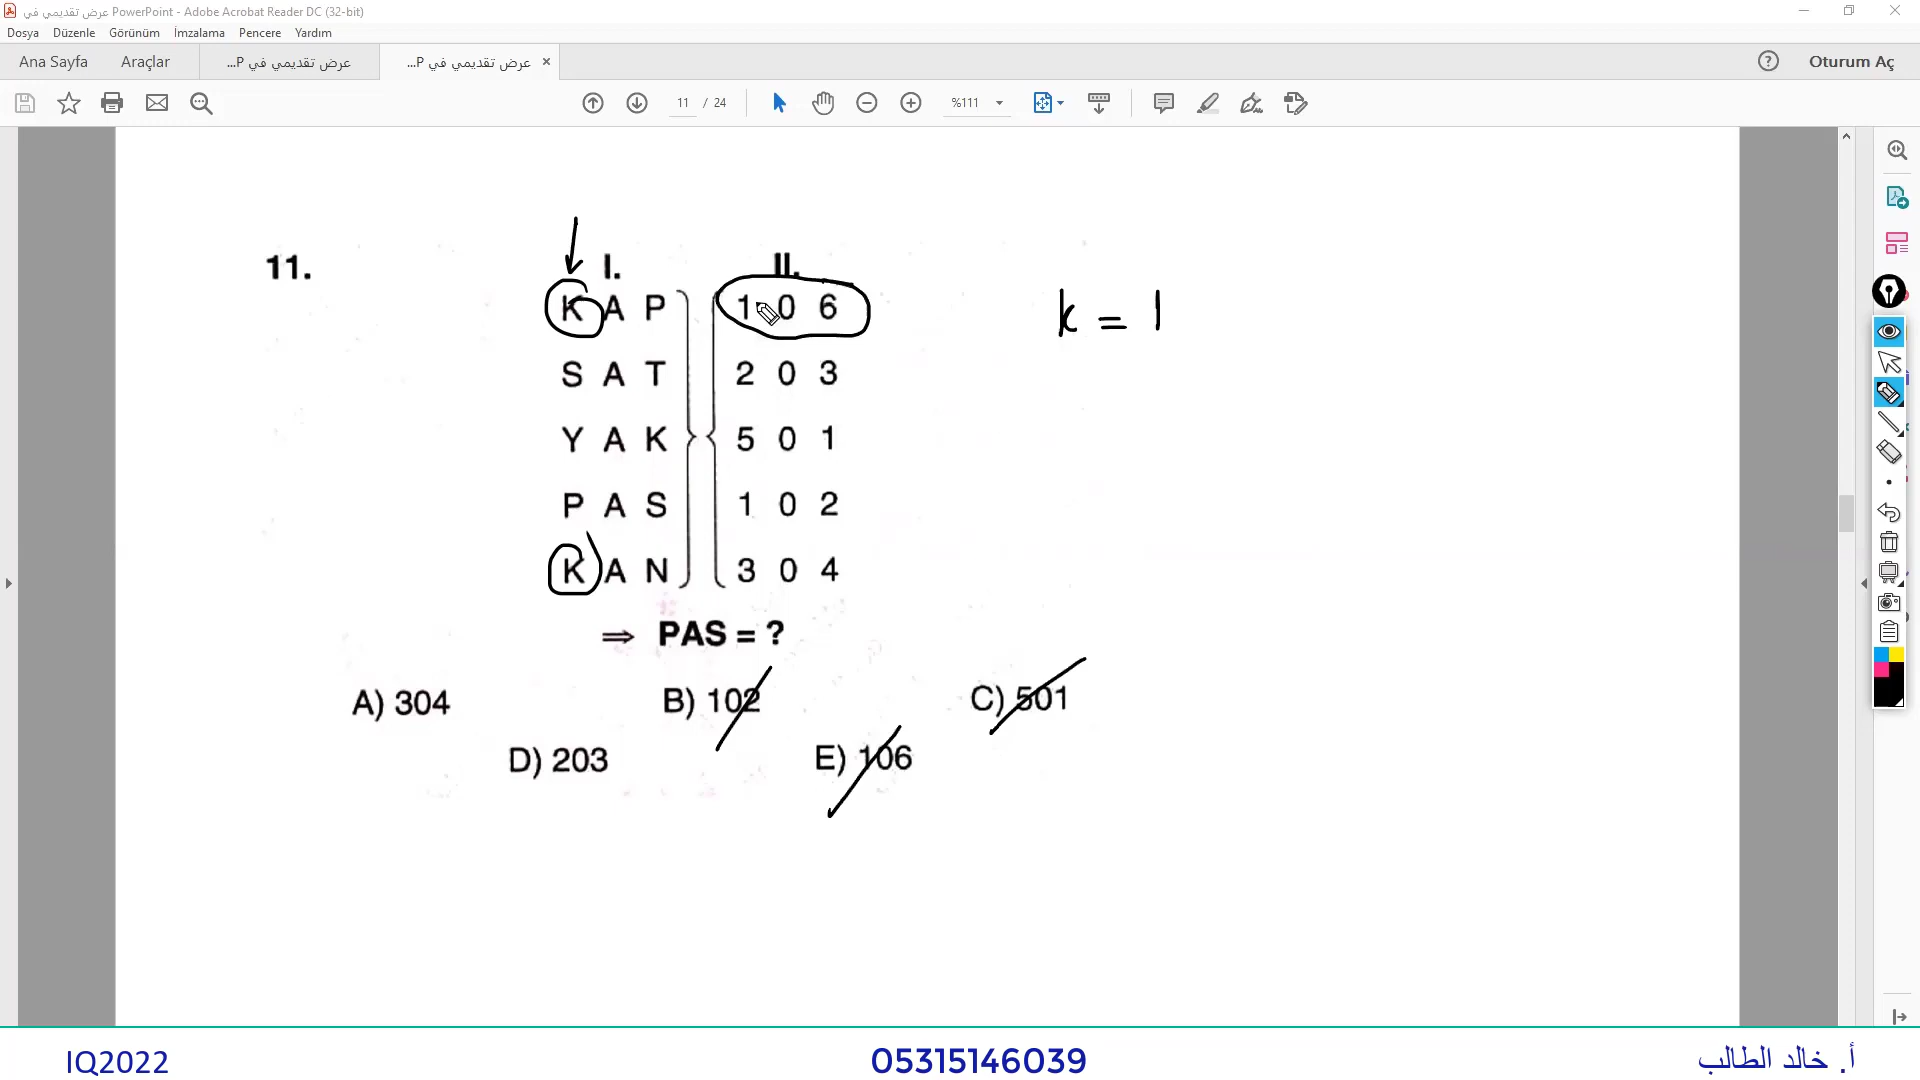 عرض تقديمي في PowerPoint - Adobe Acrobat Reader DC (32-bit)
Dosya Düzenle Görünüm İmzalama Pencere Yardım
Ana Sayfa Araçlar عرض تقديمي في P... عرض تقديمي في P... × ? Oturum Aç
11 / 24 %111
11. I. II.
K A P 1 0 6 k = 1
S A T 2 0 3
Y A K 5 0 1
P A S 1 0 2
K A N 3 0 4
⇒ PAS = ?
A) 304 B) 102 C) 501
D) 203 E) 106
IQ2022 05315146039 أ. خالد الطالب